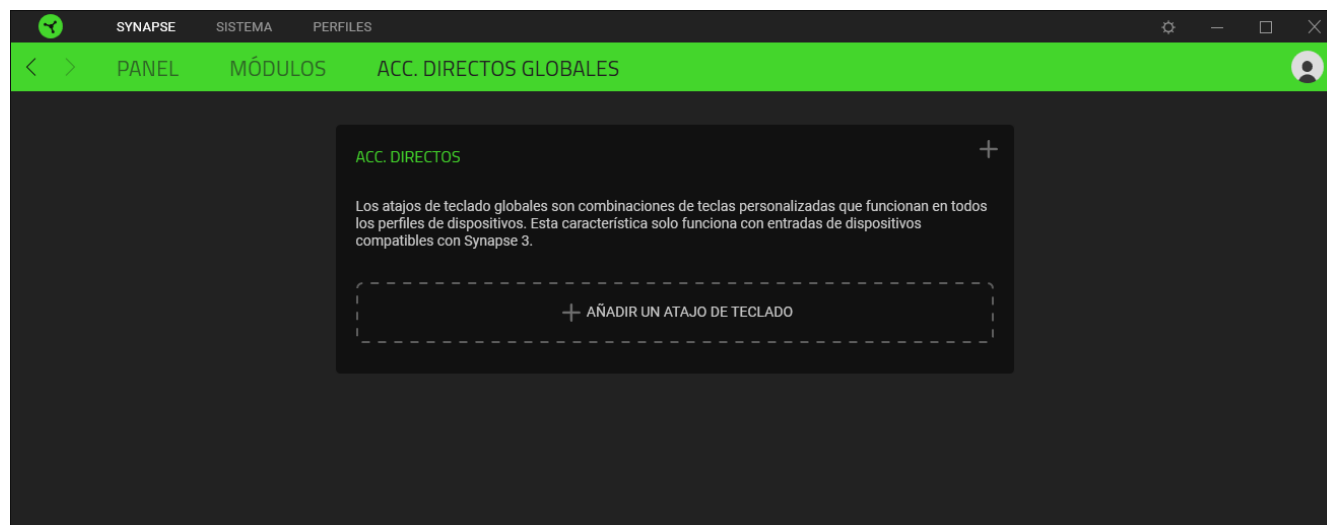 SYNAPSE SISTEMA PERFILES
PANEL MÓDULOS ACC. DIRECTOS GLOBALES
ACC. DIRECTOS
Los atajos de teclado globales son combinaciones de teclas personalizadas que funcionan en todos
los perfiles de dispositivos. Esta característica solo funciona con entradas de dispositivos
compatibles con Synapse 3.
AÑADIR UN ATAJO DE TECLADO